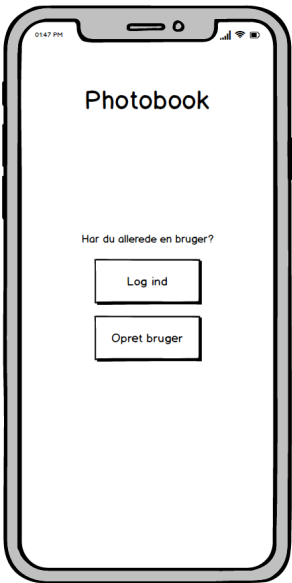 01:47 PM
Photobook
Har du allerede en bruger?
Log ind
Opret bruger